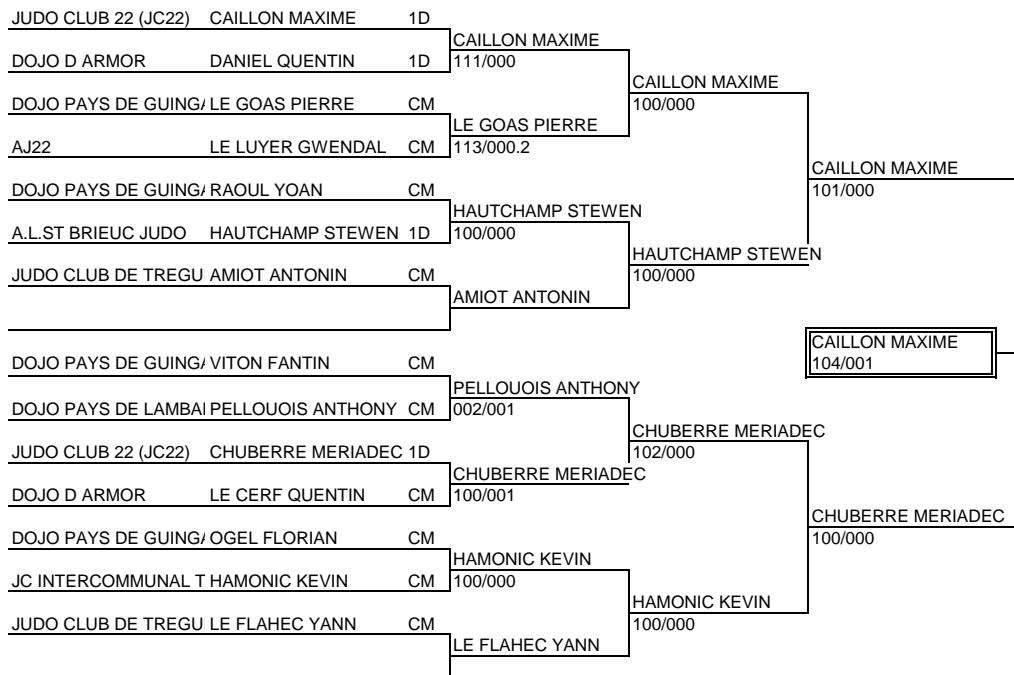 JUDO CLUB 22 (JC22) CAILLON MAXIME 1D
CAILLON MAXIME
DOJO D ARMOR DANIEL QUENTIN 1D 111/000
CAILLON MAXIME
DOJO PAYS DE GUINGA LE GOAS PIERRE CM 100/000
LE GOAS PIERRE
AJ22 LE LUYER GWENDAL CM 113/000.2
CAILLON MAXIME
DOJO PAYS DE GUINGA RAOUL YOAN CM 101/000
HAUTCHAMP STEWEN
A.L.ST BRIEUC JUDO HAUTCHAMP STEWEN 1D 100/000
HAUTCHAMP STEWEN
JUDO CLUB DE TREGU AMIOT ANTONIN CM 100/000
AMIOT ANTONIN
CAILLON MAXIME
DOJO PAYS DE GUINGA VITON FANTIN CM 104/001
PELLOUOIS ANTHONY
DOJO PAYS DE LAMBAL PELLOUOIS ANTHONY CM 002/001
CHUBERRE MERIADEC
JUDO CLUB 22 (JC22) CHUBERRE MERIADEC 1D 102/000
CHUBERRE MERIADEC
DOJO D ARMOR LE CERF QUENTIN CM 100/001
CHUBERRE MERIADEC
DOJO PAYS DE GUINGA OGEL FLORIAN CM 100/000
HAMONIC KEVIN
JC INTERCOMMUNAL T HAMONIC KEVIN CM 100/000
HAMONIC KEVIN
JUDO CLUB DE TREGU LE FLAHEC YANN CM 100/000
LE FLAHEC YANN